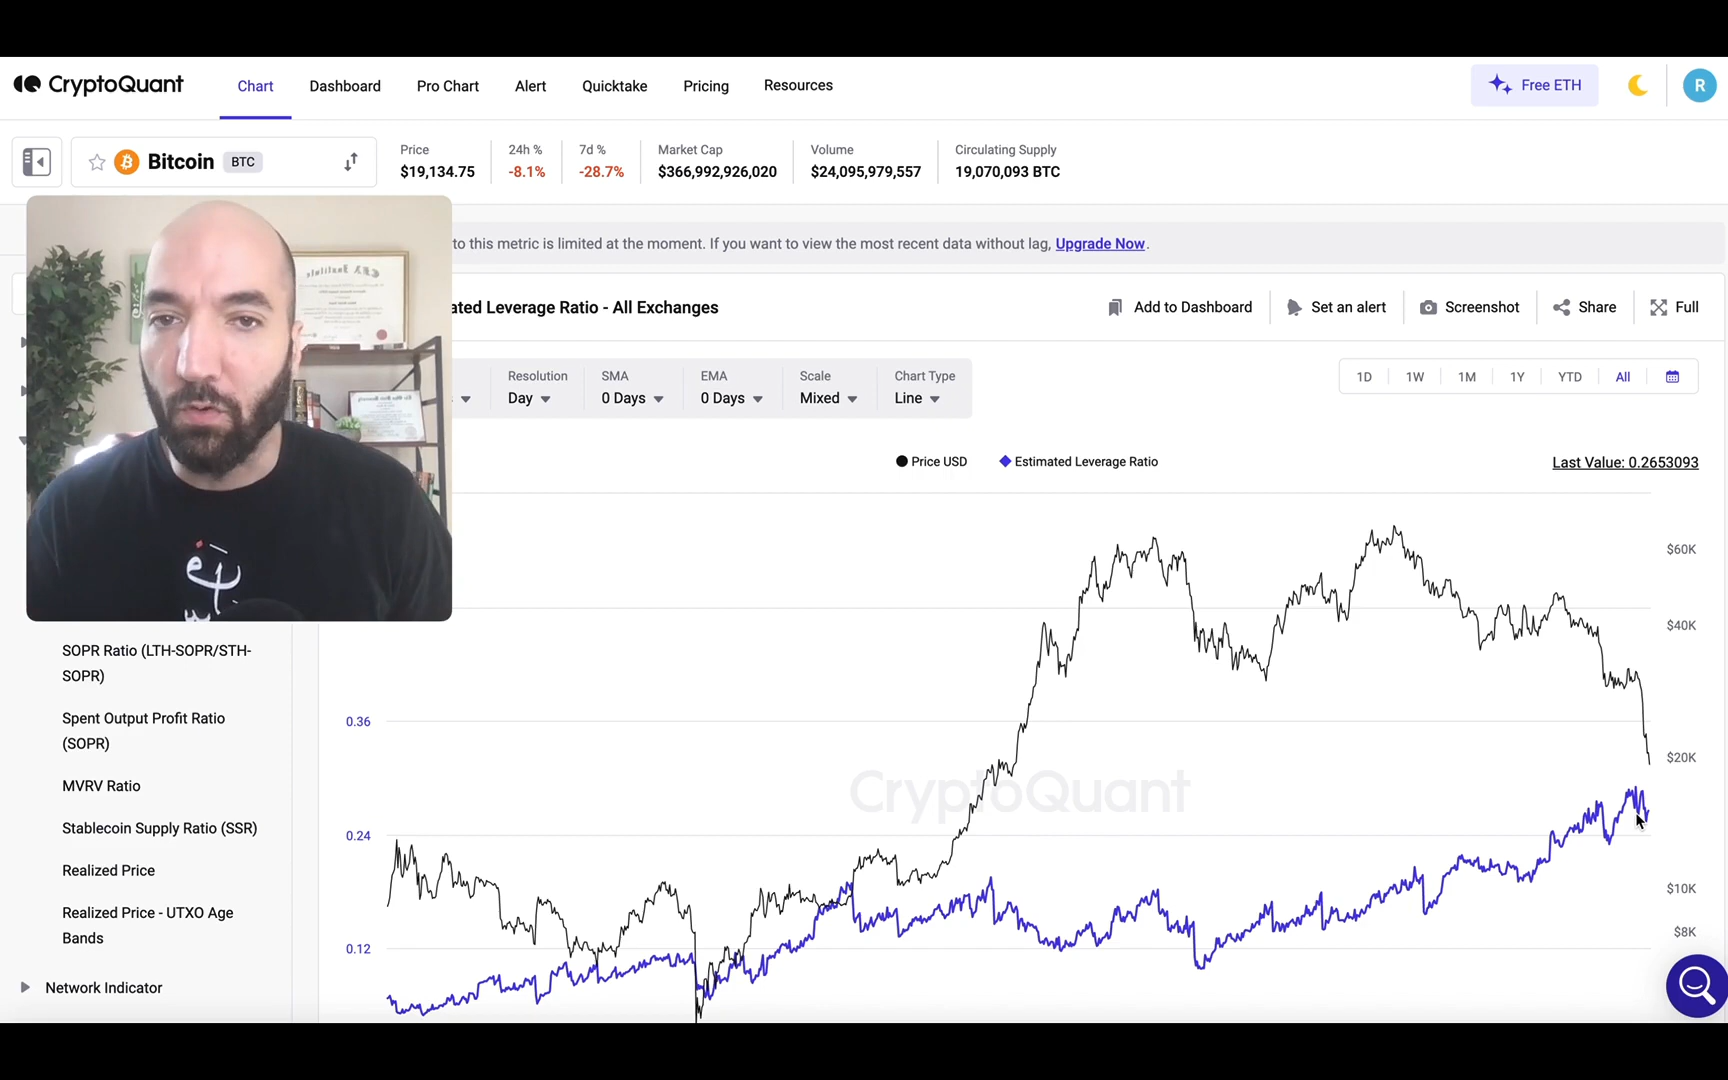 CryptoQuant
Chart
Dashboard
Pro Chart
Alert
Quicktake
Pricing
Resources
Free ETH
R
Bitcoin BTC
Price
$19,134.75
24h %
-8.1%
7d %
-28.7%
Market Cap
$366,992,926,020
Volume
$24,095,979,557
Circulating Supply
19,070,093 BTC
to this metric is limited at the moment. If you want to view the most recent data without lag, Upgrade Now.
ated Leverage Ratio - All Exchanges
Add to Dashboard
Set an alert
Screenshot
Share
Full
Resolution
Day
SMA
0 Days
EMA
0 Days
Scale
Mixed
Chart Type
Line
1D
1W
1M
1Y
YTD
All
Price USD
Estimated Leverage Ratio
Last Value: 0.2653093
$60K
$40K
$20K
$10K
$8K
0.36
0.24
0.12
CryptoQuant
SOPR Ratio (LTH-SOPR/STH-
SOPR)
Spent Output Profit Ratio
(SOPR)
MVRV Ratio
Stablecoin Supply Ratio (SSR)
Realized Price
Realized Price - UTXO Age
Bands
Network Indicator